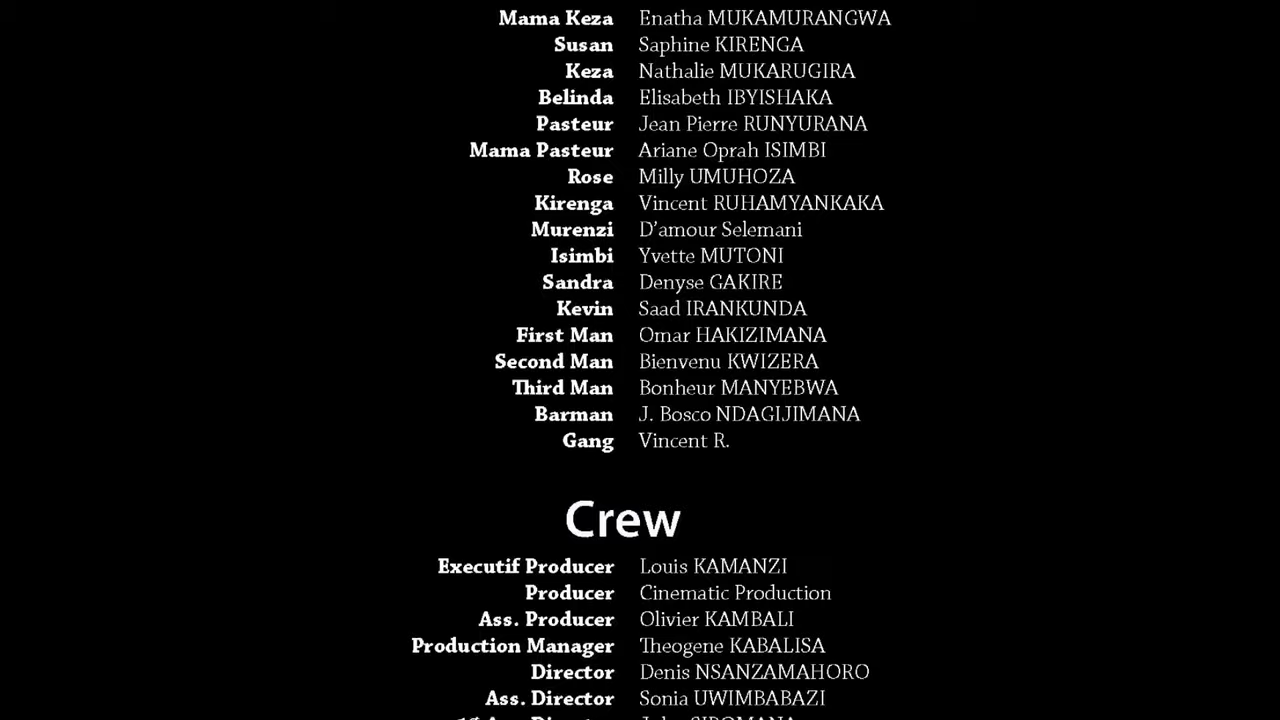 Mama Keza Enatha MUKAMURANGWA
Susan Saphine KIRENGA
Keza Nathalie MUKARUGIRA
Belinda Elisabeth IBYISHAKA
Pasteur Jean Pierre RUNYURANA
Mama Pasteur Ariane Oprah ISIMBI
Rose Milly UMUHOZA
Kirenga Vincent RUHAMYANKAKA
Murenzi D’amour Selemani
Isimbi Yvette MUTONI
Sandra Denyse GAKIRE
Kevin Saad IRANKUNDA
First Man Omar HAKIZIMANA
Second Man Bienvenu KWIZERA
Third Man Bonheur MANYEBWA
Barman J. Bosco NDAGIJIMANA
Gang Vincent R.
Crew
Executif Producer Louis KAMANZI
Producer Cinematic Production
Ass. Producer Olivier KAMBALI
Production Manager Theogene KABALISA
Director Denis NSANZAMAHORO
Ass. Director Sonia UWIMBABAZI